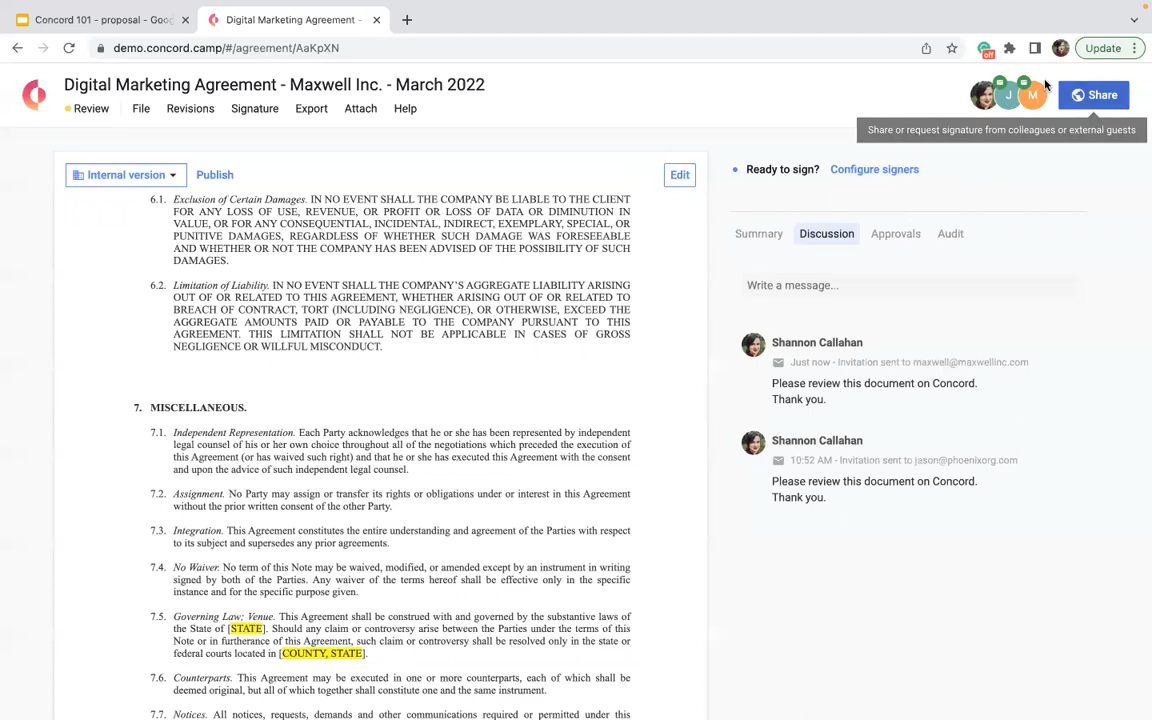 Concord 101 - proposal - Goo
Digital Marketing Agreement -
demo.concord.camp/#/agreement/AaKpXN
off
Update
Digital Marketing Agreement - Maxwell Inc. - March 2022
Review File Revisions Signature Export Attach Help
J M
Share
Share or request signature from colleagues or external guests
Internal version Publish Edit
6.1. Exclusion of Certain Damages. IN NO EVENT SHALL THE COMPANY BE LIABLE TO THE CLIENT
FOR ANY LOSS OF USE, REVENUE, OR PROFIT OR LOSS OF DATA OR DIMINUTION IN
VALUE, OR FOR ANY CONSEQUENTIAL, INCIDENTAL, INDIRECT, EXEMPLARY, SPECIAL, OR
PUNITIVE DAMAGES, REGARDLESS OF WHETHER SUCH DAMAGE WAS FORESEEABLE
AND WHETHER OR NOT THE COMPANY HAS BEEN ADVISED OF THE POSSIBILITY OF SUCH
DAMAGES.
6.2. Limitation of Liability. IN NO EVENT SHALL THE COMPANY'S AGGREGATE LIABILITY ARISING
OUT OF OR RELATED TO THIS AGREEMENT, WHETHER ARISING OUT OF OR RELATED TO
BREACH OF CONTRACT, TORT (INCLUDING NEGLIGENCE), OR OTHERWISE, EXCEED THE
AGGREGATE AMOUNTS PAID OR PAYABLE TO THE COMPANY PURSUANT TO THIS
AGREEMENT. THIS LIMITATION SHALL NOT BE APPLICABLE IN CASES OF GROSS
NEGLIGENCE OR WILLFUL MISCONDUCT.
7. MISCELLANEOUS.
7.1. Independent Representation. Each Party acknowledges that he or she has been represented by independent
legal counsel of his or her own choice throughout all of the negotiations which preceded the execution of
this Agreement (or has waived such right) and that he or she has executed this Agreement with the consent
and upon the advice of such independent legal counsel.
7.2. Assignment. No Party may assign or transfer its rights or obligations under or interest in this Agreement
without the prior written consent of the other Party.
7.3. Integration. This Agreement constitutes the entire understanding and agreement of the Parties with respect
to its subject and supersedes any prior agreements.
7.4. No Waiver. No term of this Note may be waived, modified, or amended except by an instrument in writing
signed by both of the Parties. Any waiver of the terms hereof shall be effective only in the specific
instance and for the specific purpose given.
7.5. Governing Law; Venue. This Agreement shall be construed with and governed by the substantive laws of
the State of [STATE]. Should any claim or controversy arise between the Parties under the terms of this
Note or in furtherance of this Agreement, such claim or controversy shall be resolved only in the state or
federal courts located in [COUNTY, STATE].
7.6. Counterparts. This Agreement may be executed in one or more counterparts, each of which shall be
deemed original, but all of which together shall constitute one and the same instrument.
7.7. Notices. All notices, requests, demands and other communications required or permitted under this
Ready to sign? Configure signers
Summary Discussion Approvals Audit
Write a message...
Shannon Callahan
Just now - Invitation sent to maxwell@maxwellinc.com
Please review this document on Concord.
Thank you.
Shannon Callahan
10:52 AM - Invitation sent to jason@phoenixorg.com
Please review this document on Concord.
Thank you.